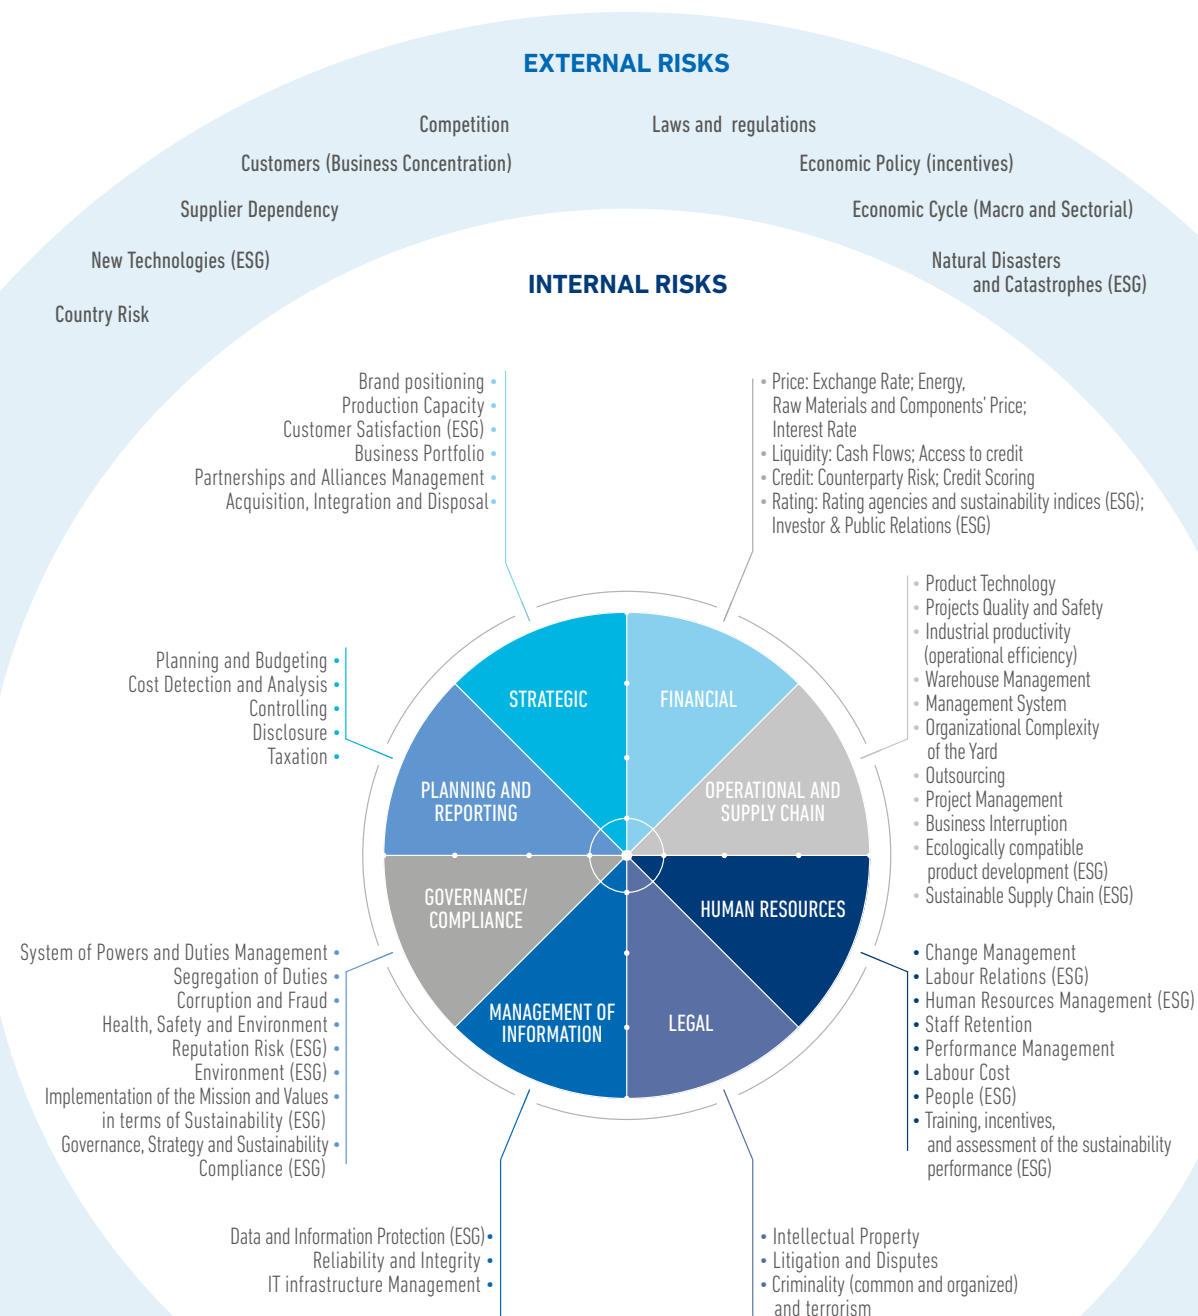 EXTERNAL RISKS
Competition
Laws and regulations
Customers (Business Concentration)
Economic Policy (incentives)
Supplier Dependency
Economic Cycle (Macro and Sectorial)
New Technologies (ESG)
Natural Disasters
and Catastrophes (ESG)
Country Risk
INTERNAL RISKS
Brand positioning •
Production Capacity •
Customer Satisfaction (ESG) •
Business Portfolio •
Partnerships and Alliances Management •
Acquisition, Integration and Disposal •
• Price: Exchange Rate; Energy,
Raw Materials and Components' Price;
Interest Rate
• Liquidity: Cash Flows; Access to credit
• Credit: Counterparty Risk; Credit Scoring
• Rating: Rating agencies and sustainability indices (ESG);
Investor & Public Relations (ESG)
• Product Technology
• Projects Quality and Safety
• Industrial productivity
(operational efficiency)
• Warehouse Management
• Management System
• Organizational Complexity
of the Yard
• Outsourcing
• Project Management
• Business Interruption
• Ecologically compatible
product development (ESG)
• Sustainable Supply Chain (ESG)
Planning and Budgeting •
Cost Detection and Analysis •
Controlling •
Disclosure •
Taxation •
STRATEGIC
FINANCIAL
PLANNING AND
REPORTING
OPERATIONAL AND
SUPPLY CHAIN
GOVERNANCE/
COMPLIANCE
HUMAN RESOURCES
MANAGEMENT OF
INFORMATION
LEGAL
System of Powers and Duties Management •
Segregation of Duties •
Corruption and Fraud •
Health, Safety and Environment •
Reputation Risk (ESG) •
Environment (ESG) •
Implementation of the Mission and Values •
in terms of Sustainability (ESG)
Governance, Strategy and Sustainability •
Compliance (ESG)
• Change Management
• Labour Relations (ESG)
• Human Resources Management (ESG)
• Staff Retention
• Performance Management
• Labour Cost
• People (ESG)
• Training, incentives,
and assessment of the sustainability
performance (ESG)
Data and Information Protection (ESG) •
Reliability and Integrity •
IT infrastructure Management •
• Intellectual Property
• Litigation and Disputes
• Criminality (common and organized)
and terrorism